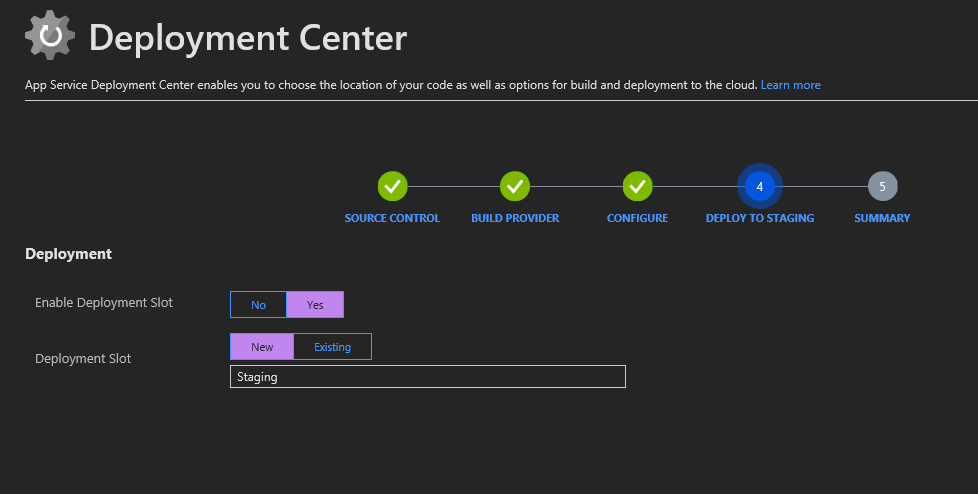 Deployment Center
App Service Deployment Center enables you to choose the location of your code as well as options for build and deployment to the cloud. Learn more
4
5
SOURCE CONTROL
BUILD PROVIDER
CONFIGURE
DEPLOY TO STAGING
SUMMARY
Deployment
Enable Deployment Slot
No
Yes
Deployment Slot
New
Existing
Staging